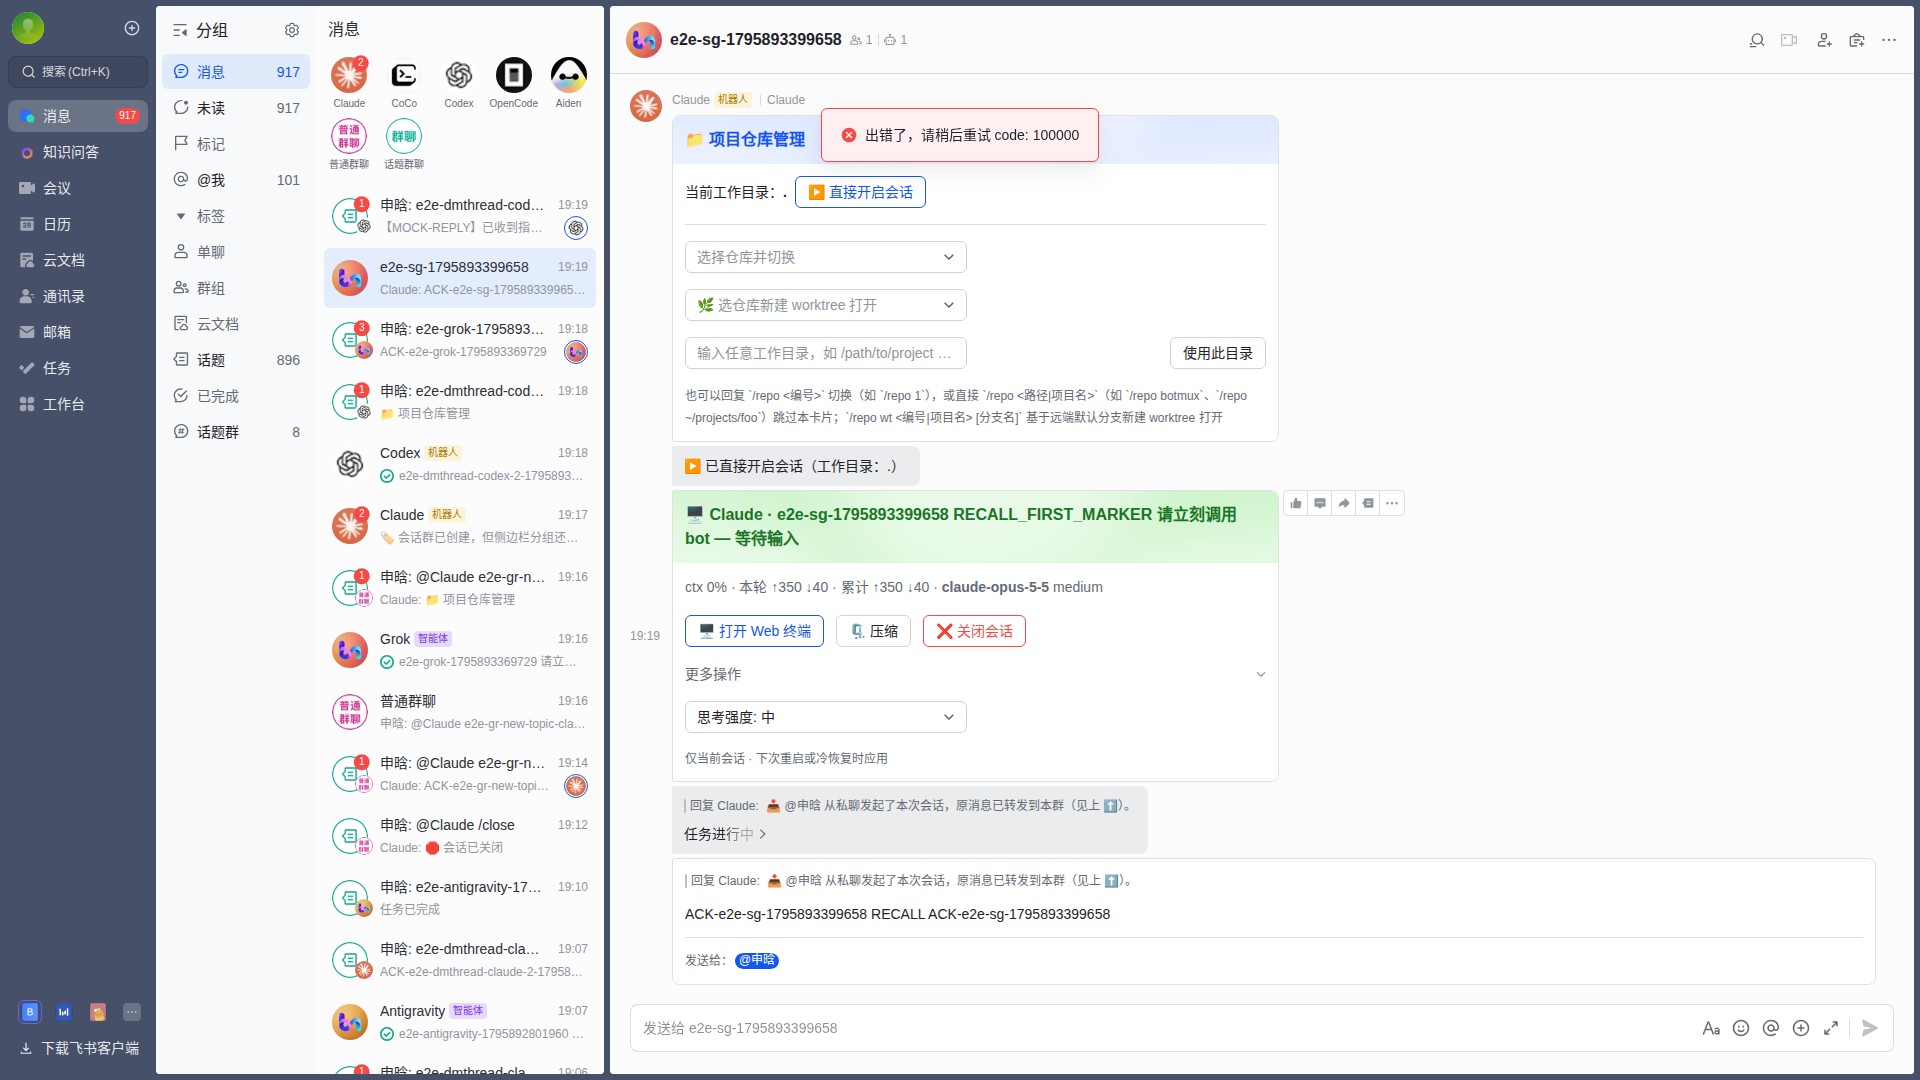 搜索 (Ctrl+K)
消息
917
知识问答
会议
日历
云文档
通讯录
邮箱
任务
工作台
下载飞书客户端
分组
消息 917
未读 917
标记
@我 101
标签
单聊
群组
云文档
话题 896
已完成
话题群 8
消息
2
Claude
CoCo
Codex
OpenCode
Aiden
普通群聊
普通群聊
群聊
话题群聊
1
申晗: e2e-dmthread-cod... 19:19
【MOCK-REPLY】已收到指...
e2e-sg-1795893399658 19:19
Claude: ACK-e2e-sg-179589339965...
3
申晗: e2e-grok-1795893... 19:18
ACK-e2e-grok-1795893369729
1
申晗: e2e-dmthread-cod... 19:18
📁 项目仓库管理
Codex 机器人 19:18
e2e-dmthread-codex-2-1795893...
2
Claude 机器人 19:17
🏷️ 会话群已创建，但侧边栏分组还...
1
申晗: @Claude e2e-gr-n... 19:16
Claude: 📁 项目仓库管理
Grok 智能体 19:16
e2e-grok-1795893369729 请立...
普通群聊
普通群聊 19:16
申晗: @Claude e2e-gr-new-topic-cla...
1
申晗: @Claude e2e-gr-n... 19:14
Claude: ACK-e2e-gr-new-topi...
申晗: @Claude /close 19:12
Claude: 🛑 会话已关闭
申晗: e2e-antigravity-17... 19:10
任务已完成
申晗: e2e-dmthread-cla... 19:07
ACK-e2e-dmthread-claude-2-17958...
Antigravity 智能体 19:07
e2e-antigravity-1795892801960 ...
1
申晗: e2e-dmthread-cla... 19:06
e2e-sg-1795893399658 1 1
Claude 机器人 Claude
出错了，请稍后重试 code: 100000
📁 项目仓库管理
当前工作目录：. ▶️ 直接开启会话
选择仓库并切换
🌿 选仓库新建 worktree 打开
输入任意工作目录，如 /path/to/project ...
使用此目录
也可以回复 `/repo <编号>` 切换（如 `/repo 1`），或直接 `/repo <路径|项目名>`（如 `/repo botmux`、`/repo
~/projects/foo`）跳过本卡片；`/repo wt <编号|项目名> [分支名]` 基于远端默认分支新建 worktree 打开
▶️ 已直接开启会话（工作目录：.）
🖥️ Claude · e2e-sg-1795893399658 RECALL_FIRST_MARKER 请立刻调用
bot — 等待输入
ctx 0% · 本轮 ↑350 ↓40 · 累计 ↑350 ↓40 · claude-opus-5-5 medium
19:19
🖥️ 打开 Web 终端
🗜️ 压缩
❌ 关闭会话
更多操作
思考强度: 中
仅当前会话 · 下次重启或冷恢复时应用
回复 Claude: 📥 @申晗 从私聊发起了本次会话，原消息已转发到本群（见上 ⬆️）。
任务进行中
回复 Claude: 📥 @申晗 从私聊发起了本次会话，原消息已转发到本群（见上 ⬆️）。
ACK-e2e-sg-1795893399658 RECALL ACK-e2e-sg-1795893399658
发送给：@申晗
发送给 e2e-sg-1795893399658